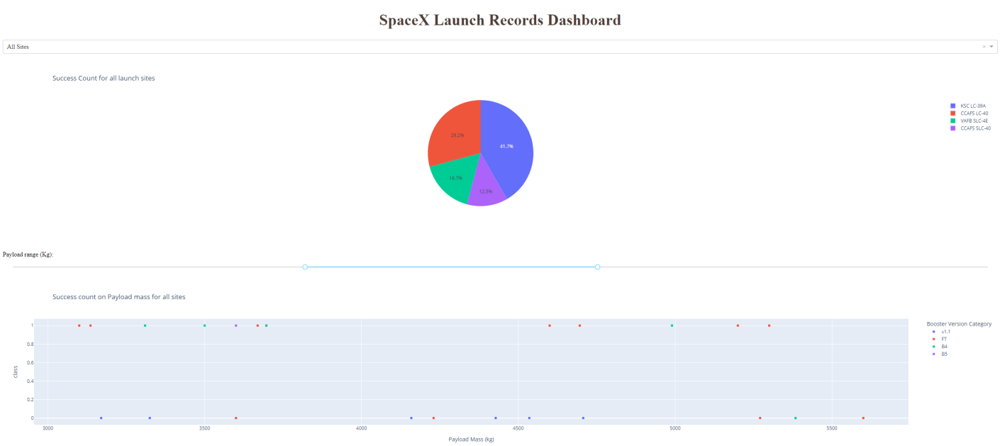 SpaceX Launch Records Dashboard
All Sites
Success Count for all launch sites
KSC LC-39A
CCAFS LC-40
VAFB SLC-4E
CCAFS SLC-40
29.2%
41.7%
16.7%
12.5%
Payload range (Kg):
Success count on Payload mass for all sites
Booster Version Category
v1.1
FT
B4
B5
1
0.8
0.6
0.4
0.2
0
class
3000 3500 4000 4500 5000 5500
Payload Mass (kg)